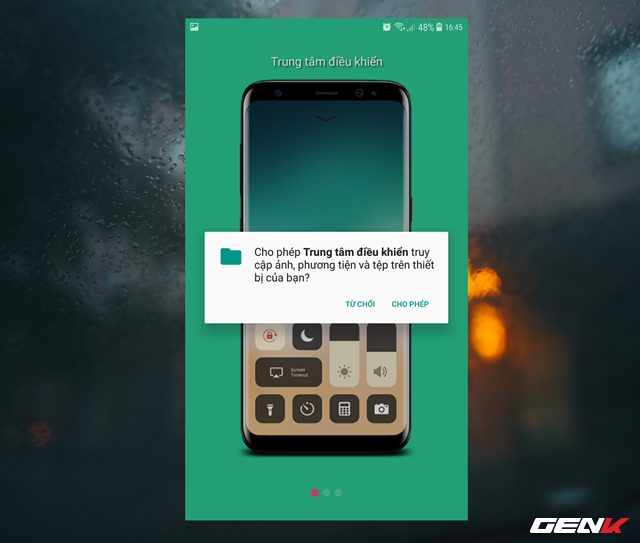 48% 16:45
Trung tâm điều khiển
Cho phép Trung tâm điều khiển truy
cập ảnh, phương tiện và tệp trên thiết
bị của bạn?
TỪ CHỐI CHO PHÉP
Screen
Timeout
GENK